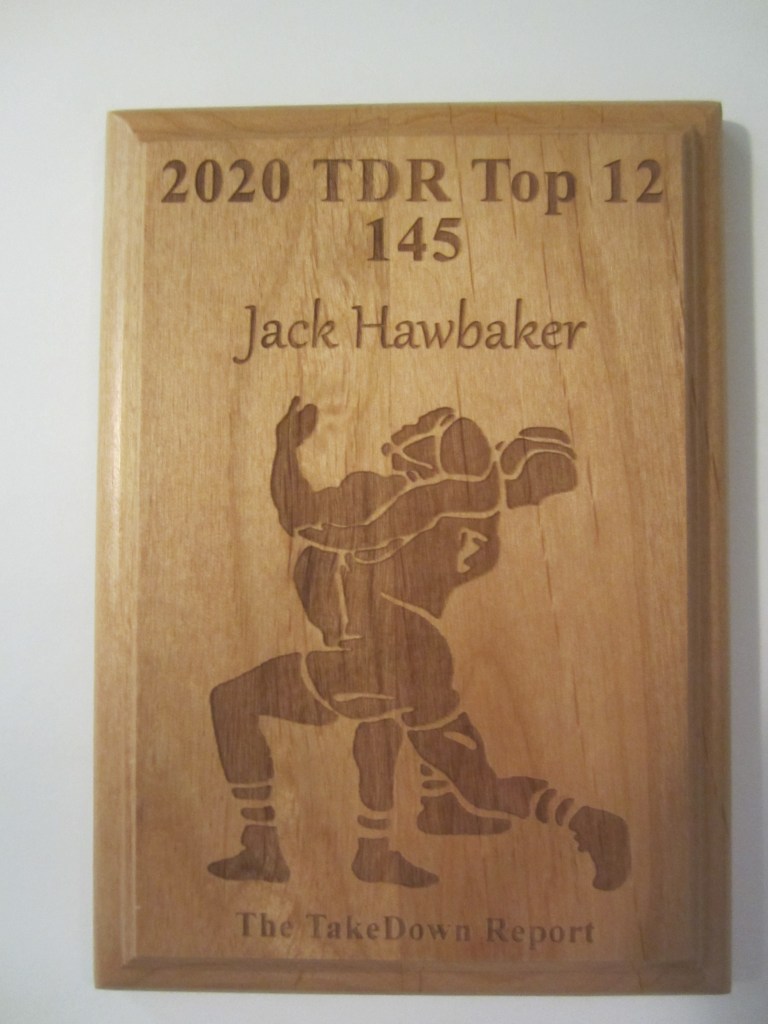 2020 TDR Top 12
145
Jack Hawbaker
The TakeDown Report